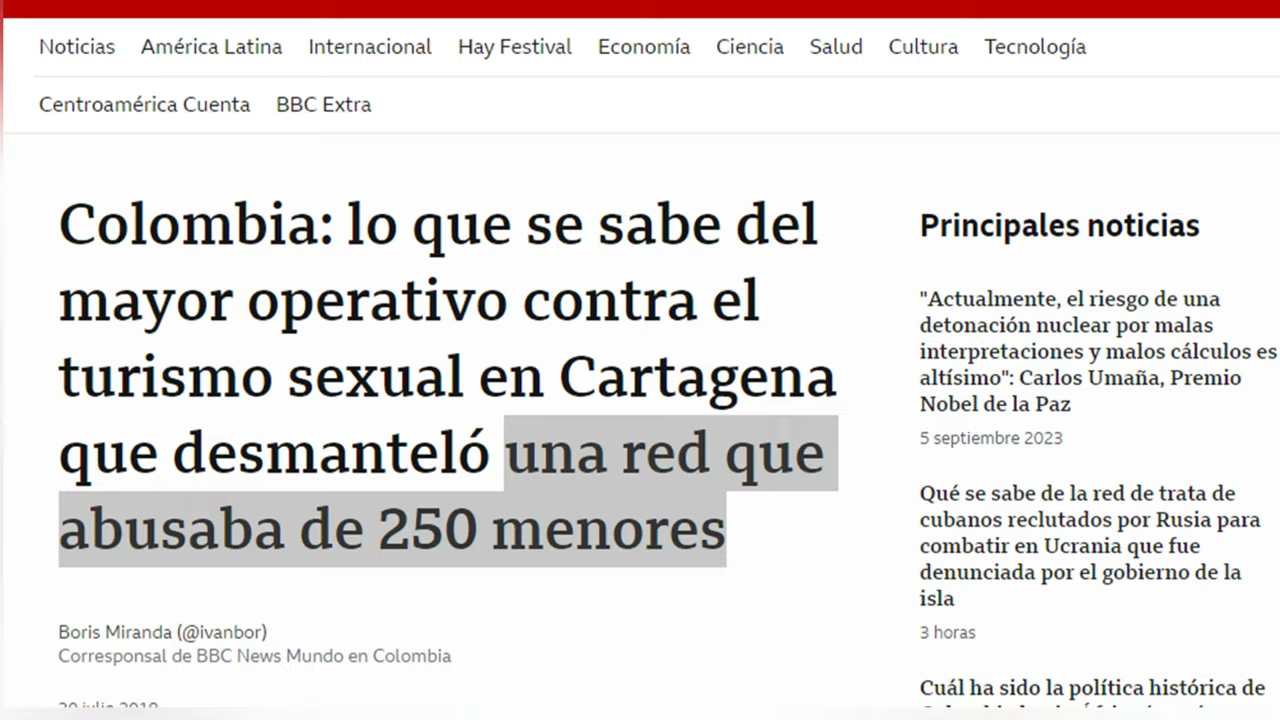 Noticias América Latina Internacional Hay Festival Economía Ciencia Salud Cultura Tecnología
Centroamérica Cuenta BBC Extra
Colombia: lo que se sabe del
mayor operativo contra el
turismo sexual en Cartagena
que desmanteló una red que
abusaba de 250 menores
Boris Miranda (@ivanbor)
Corresponsal de BBC News Mundo en Colombia
Principales noticias
"Actualmente, el riesgo de una
detonación nuclear por malas
interpretaciones y malos cálculos es
altísimo": Carlos Umaña, Premio
Nobel de la Paz
5 septiembre 2023
Qué se sabe de la red de trata de
cubanos reclutados por Rusia para
combatir en Ucrania que fue
denunciada por el gobierno de la
isla
3 horas
Cuál ha sido la política histórica de